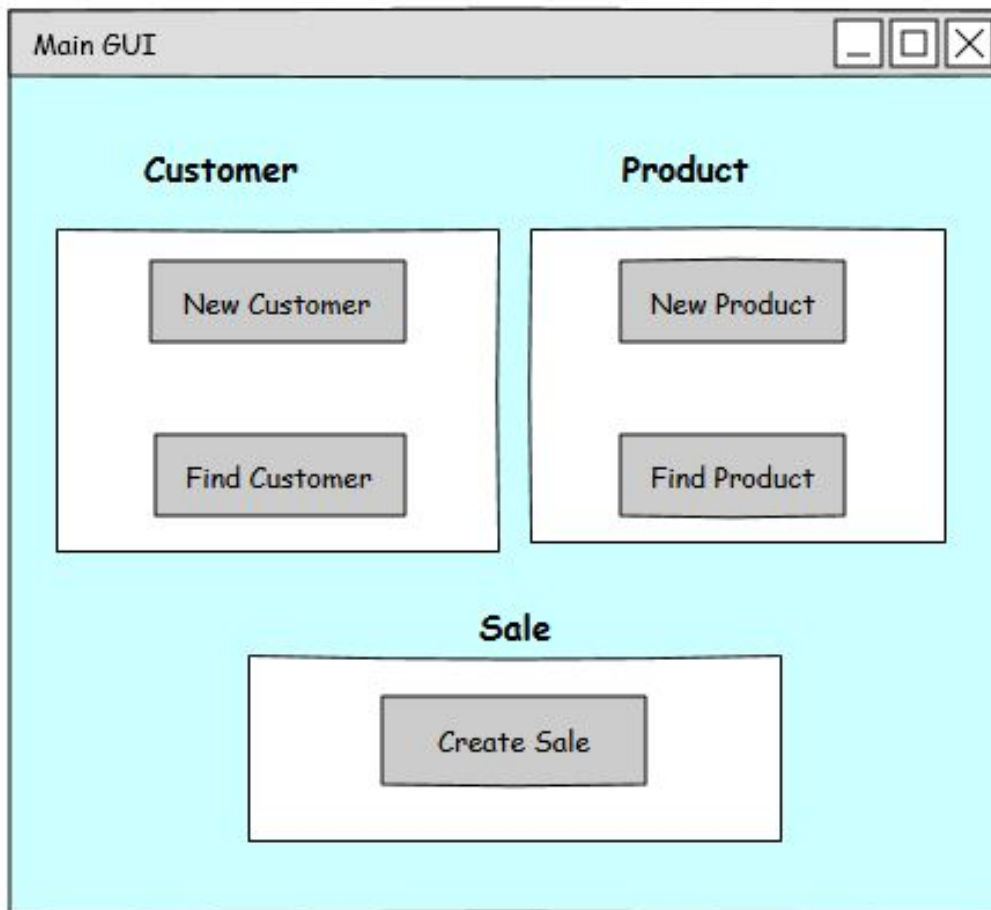 Main GUI
Customer
Product
New Customer
New Product
Find Customer
Find Product
Sale
Create Sale